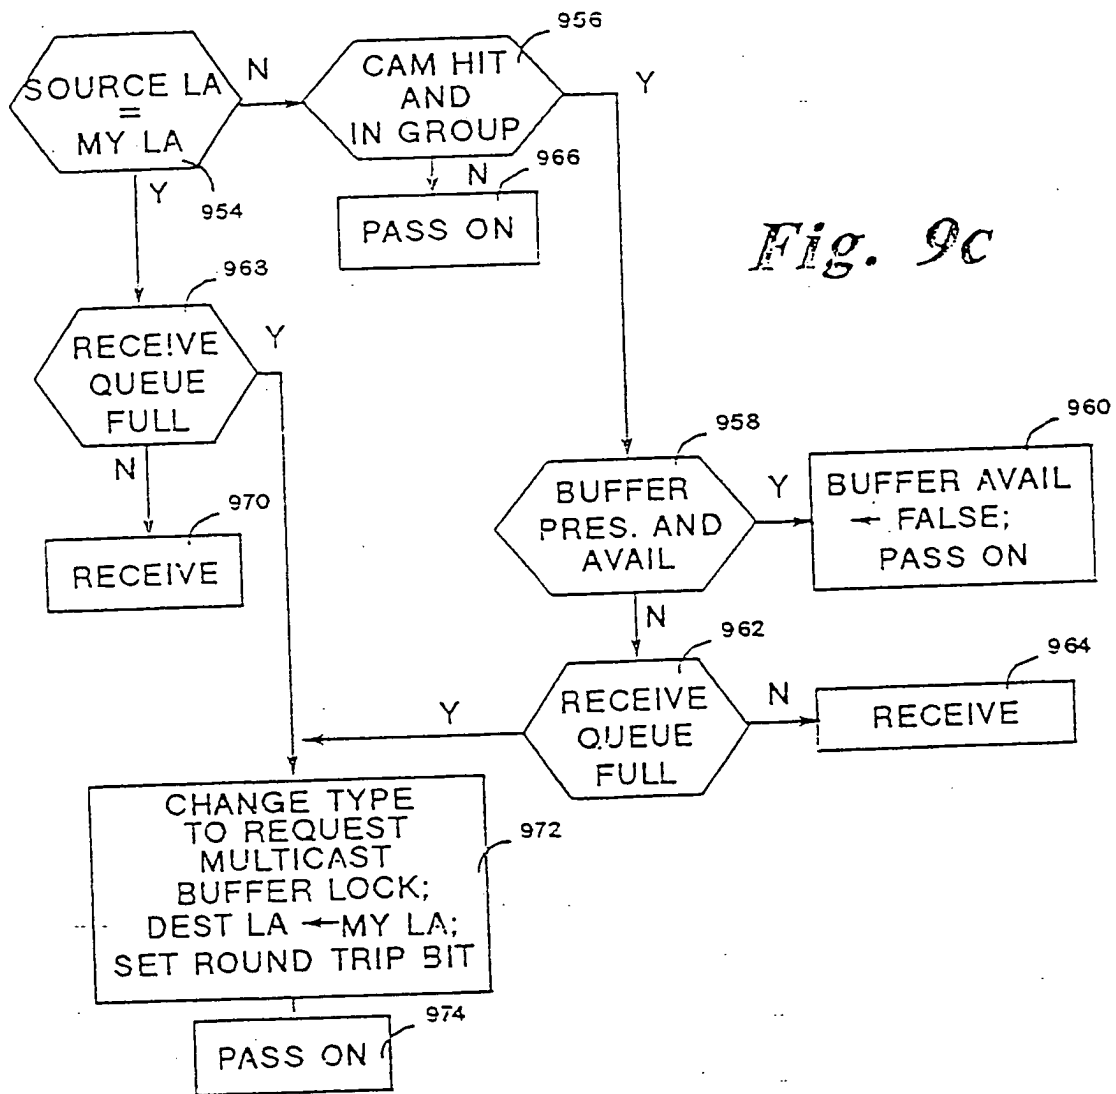 956
SOURCE LA
=
MY LA
954
N
CAM HIT
AND
IN GROUP
Y
Y
N
966
PASS ON
Fig. 9c
963
RECEIVE
QUEUE
FULL
Y
N
970
RECEIVE
958
BUFFER
PRES. AND
AVAIL
Y
960
BUFFER AVAIL
← FALSE;
PASS ON
N
962
RECEIVE
QUEUE
FULL
Y
N
964
RECEIVE
CHANGE TYPE
TO REQUEST
MULTICAST
BUFFER LOCK;
DEST LA ← MY LA;
SET ROUND TRIP BIT
972
974
PASS ON